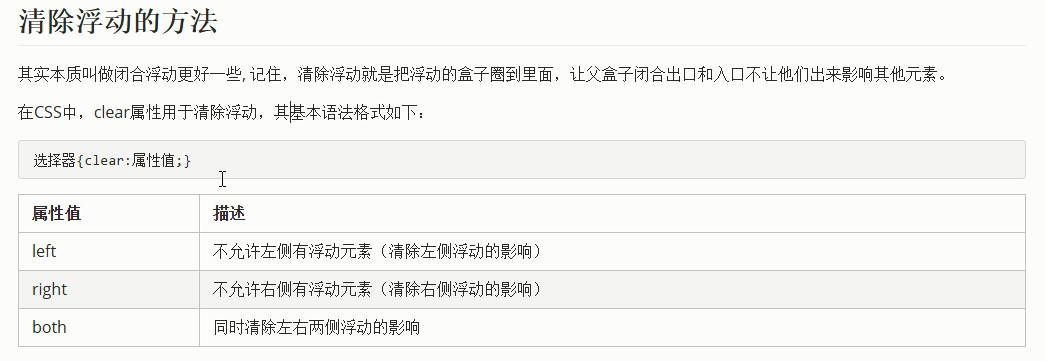 清除浮动的方法
其实本质叫做闭合浮动更好一些, 记住，清除浮动就是把浮动的盒子圈到里面，让父盒子闭合出口和入口不让他们出来影响其他元素。
在CSS中，clear属性用于清除浮动，其基本语法格式如下：
选择器{clear:属性值;}
属性值 描述
left 不允许左侧有浮动元素（清除左侧浮动的影响）
right 不允许右侧有浮动元素（清除右侧浮动的影响）
both 同时清除左右两侧浮动的影响